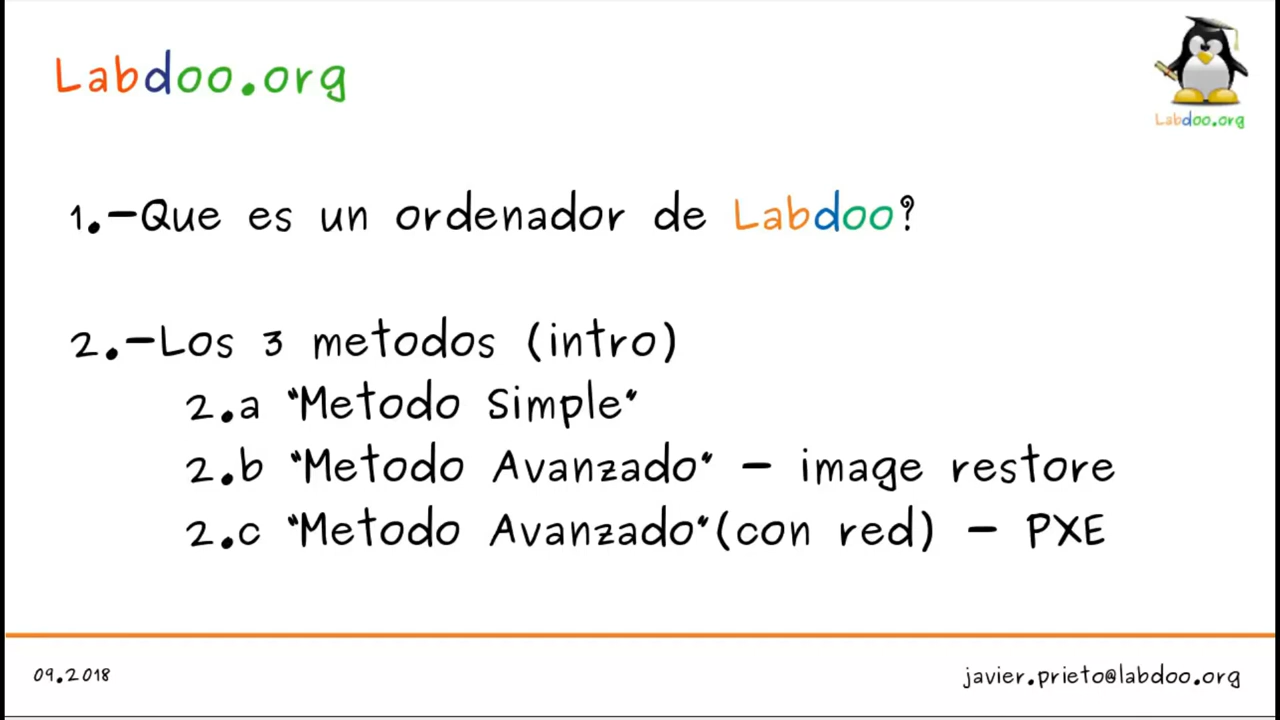 Labdoo.org
Labdoo.org
1.-Que es un ordenador de Labdoo?
2.-Los 3 metodos (intro)
2.a "Metodo Simple"
2.b "Metodo Avanzado" - image restore
2.c "Metodo Avanzado"(con red) - PXE
09.2018
javier.prieto@labdoo.org